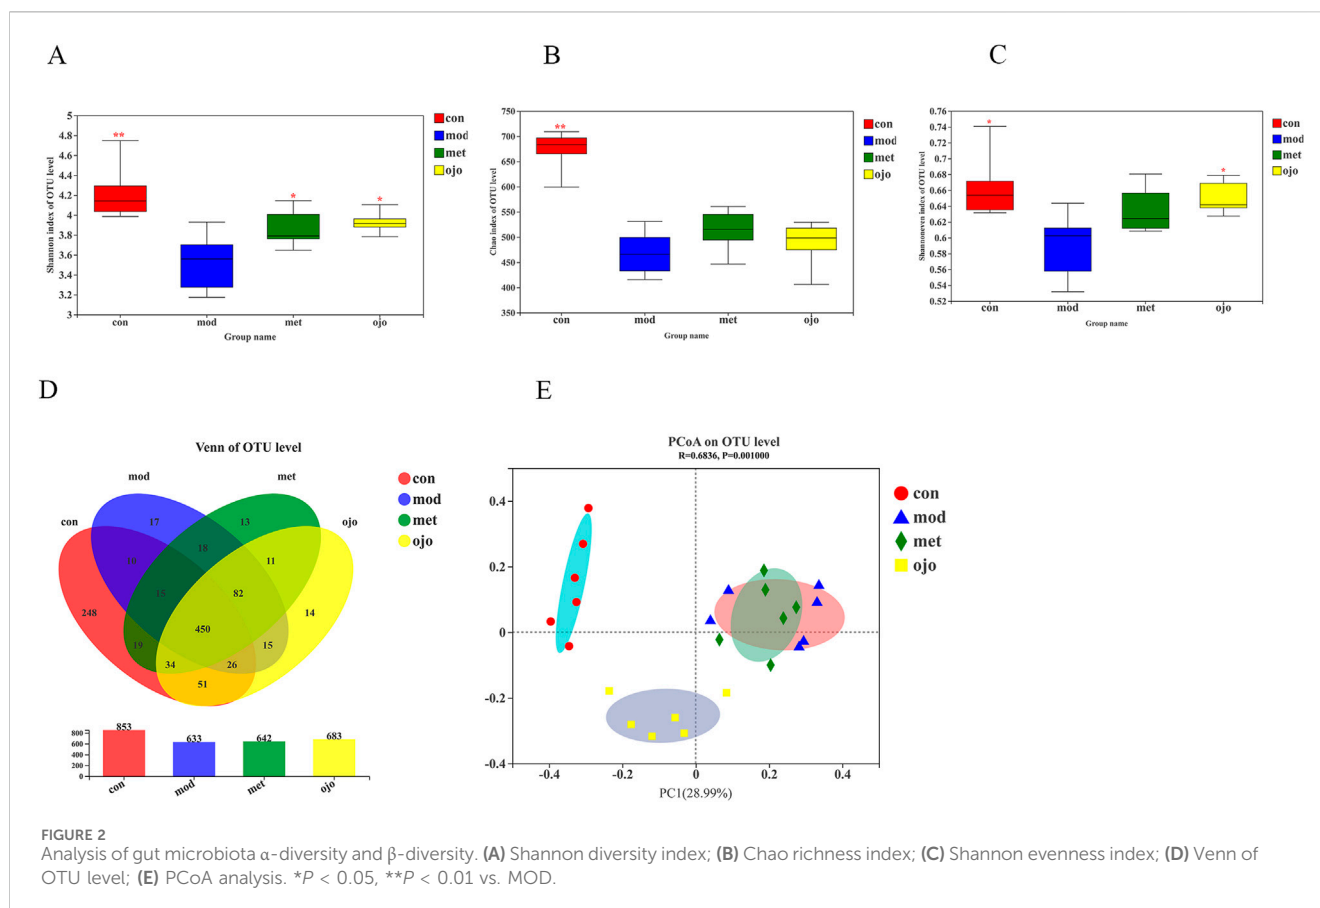 A
B
C
Shannon index of OTU level
5
4.8
4.6
4.4
4.2
4
3.8
3.6
3.4
3.2
3
**
*
*
con
mod
met
ojo
Group name
con
mod
met
ojo
Chao index of OTU level
750
700
650
600
550
500
450
400
350
**
con
mod
met
ojo
Group name
con
mod
met
ojo
Shannoneven index of OTU level
0.76
0.74
0.72
0.7
0.68
0.66
0.64
0.62
0.6
0.58
0.56
0.54
0.52
*
*
con
mod
met
ojo
Group name
con
mod
met
ojo
D
E
Venn of OTU level
mod
met
con
ojo
17
13
18
11
15
82
248
14
450
19
15
34
26
51
con
mod
met
ojo
800
600
400
200
0
853
633
642
683
con
mod
met
ojo
PCoA on OTU level
R=0.6836, P=0.001000
0.4
0.2
0
-0.2
-0.4
-0.4
-0.2
0
0.2
0.4
PC1(28.99%)
con
mod
met
ojo
FIGURE 2
Analysis of gut microbiota α-diversity and β-diversity. (A) Shannon diversity index; (B) Chao richness index; (C) Shannon evenness index; (D) Venn of
OTU level; (E) PCoA analysis. *P < 0.05, **P < 0.01 vs. MOD.